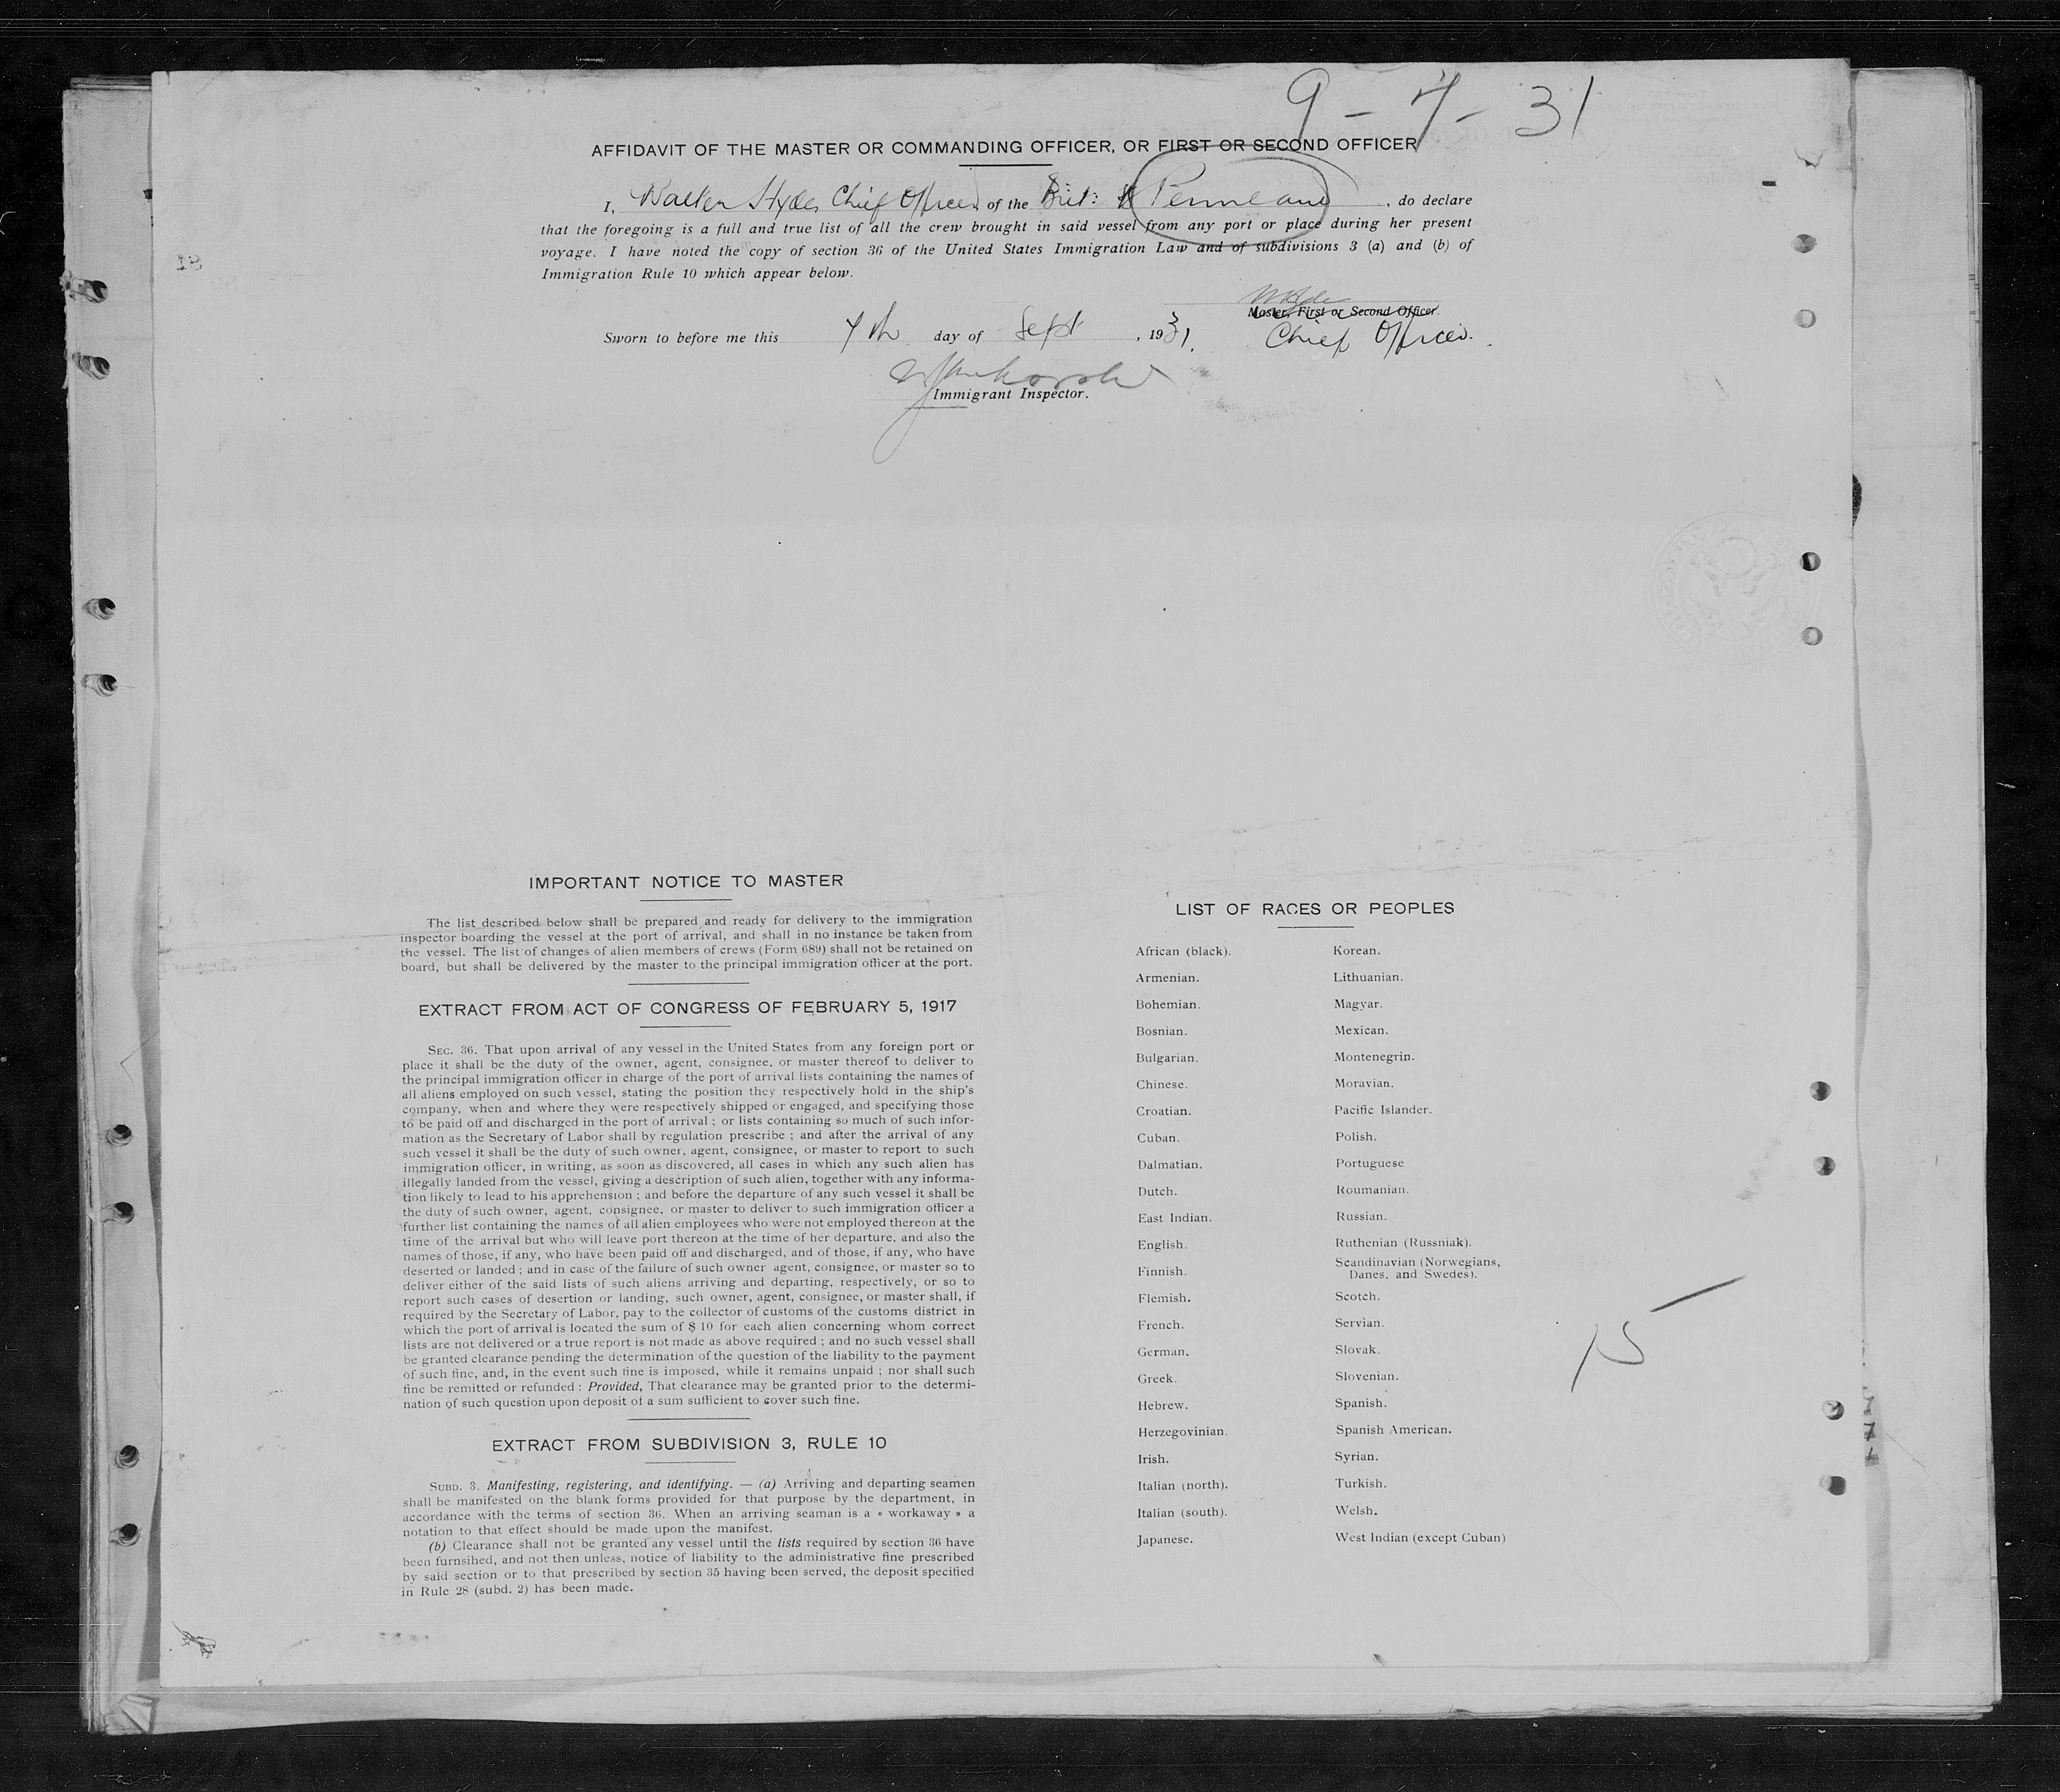 9-7-31
AFFIDAVIT OF THE MASTER OR COMMANDING OFFICER, OR FIRST OR SECOND OFFICER
I, Walter Hyde, Chief Officer, of the Brit: Pennland, do declare
that the foregoing is a full and true list of all the crew brought in said vessel from any port or place during her present
voyage. I have noted the copy of section 36 of the United States Immigration Law and of subdivisions 3 (a) and (b) of
Immigration Rule 10 which appear below.
WHyde
Master, First or Second Officer.
Sworn to before me this 7th day of Sept, 1931. Chief Officer.
Immigrant Inspector.
IMPORTANT NOTICE TO MASTER
The list described below shall be prepared and ready for delivery to the immigration
inspector boarding the vessel at the port of arrival, and shall in no instance be taken from
the vessel. The list of changes of alien members of crews (Form 689) shall not be retained on
board, but shall be delivered by the master to the principal immigration officer at the port.
EXTRACT FROM ACT OF CONGRESS OF FEBRUARY 5, 1917
SEC. 36. That upon arrival of any vessel in the United States from any foreign port or
place it shall be the duty of the owner, agent, consignee, or master thereof to deliver to
the principal immigration officer in charge of the port of arrival lists containing the names of
all aliens employed on such vessel, stating the position they respectively hold in the ship's
company, when and where they were respectively shipped or engaged, and specifying those
to be paid off and discharged in the port of arrival ; or lists containing so much of such infor-
mation as the Secretary of Labor shall by regulation prescribe ; and after the arrival of any
such vessel it shall be the duty of such owner, agent, consignee, or master to report to such
immigration officer, in writing, as soon as discovered, all cases in which any such alien has
illegally landed from the vessel, giving a description of such alien, together with any informa-
tion likely to lead to his apprehension ; and before the departure of any such vessel it shall be
the duty of such owner, agent, consignee, or master to deliver to such immigration officer a
further list containing the names of all alien employees who were not employed thereon at the
time of the arrival but who will leave port thereon at the time of her departure, and also the
names of those, if any, who have been paid off and discharged, and of those, if any, who have
deserted or landed ; and in case of the failure of such owner agent, consignee, or master so to
deliver either of the said lists of such aliens arriving and departing, respectively, or so to
report such cases of desertion or landing, such owner, agent, consignee, or master shall, if
required by the Secretary of Labor, pay to the collector of customs of the customs district in
which the port of arrival is located the sum of $ 10 for each alien concerning whom correct
lists are not delivered or a true report is not made as above required ; and no such vessel shall
be granted clearance pending the determination of the question of the liability to the payment
of such fine, and, in the event such fine is imposed, while it remains unpaid ; nor shall such
fine be remitted or refunded : Provided, That clearance may be granted prior to the determi-
nation of such question upon deposit of a sum sufficient to cover such fine.
EXTRACT FROM SUBDIVISION 3, RULE 10
SUBD. 3. Manifesting, registering, and identifying. — (a) Arriving and departing seamen
shall be manifested on the blank forms provided for that purpose by the department, in
accordance with the terms of section 36. When an arriving seaman is a « workaway » a
notation to that effect should be made upon the manifest.
(b) Clearance shall not be granted any vessel until the lists required by section 36 have
been furnsihed, and not then unless, notice of liability to the administrative fine prescribed
by said section or to that prescribed by section 35 having been served, the deposit specified
in Rule 28 (subd. 2) has been made.
LIST OF RACES OR PEOPLES
African (black).
Armenian.
Bohemian.
Bosnian.
Bulgarian.
Chinese.
Croatian.
Cuban.
Dalmatian.
Dutch.
East Indian.
English.
Finnish.
Flemish.
French.
German.
Greek.
Hebrew.
Herzegovinian.
Irish.
Italian (north).
Italian (south).
Japanese.
Korean.
Lithuanian.
Magyar.
Mexican.
Montenegrin.
Moravian.
Pacific Islander.
Polish.
Portuguese
Roumanian.
Russian.
Ruthenian (Russniak).
Scandinavian (Norwegians,
Danes, and Swedes).
Scotch.
Servian.
Slovak.
Slovenian.
Spanish.
Spanish American.
Syrian.
Turkish.
Welsh.
West Indian (except Cuban)
15